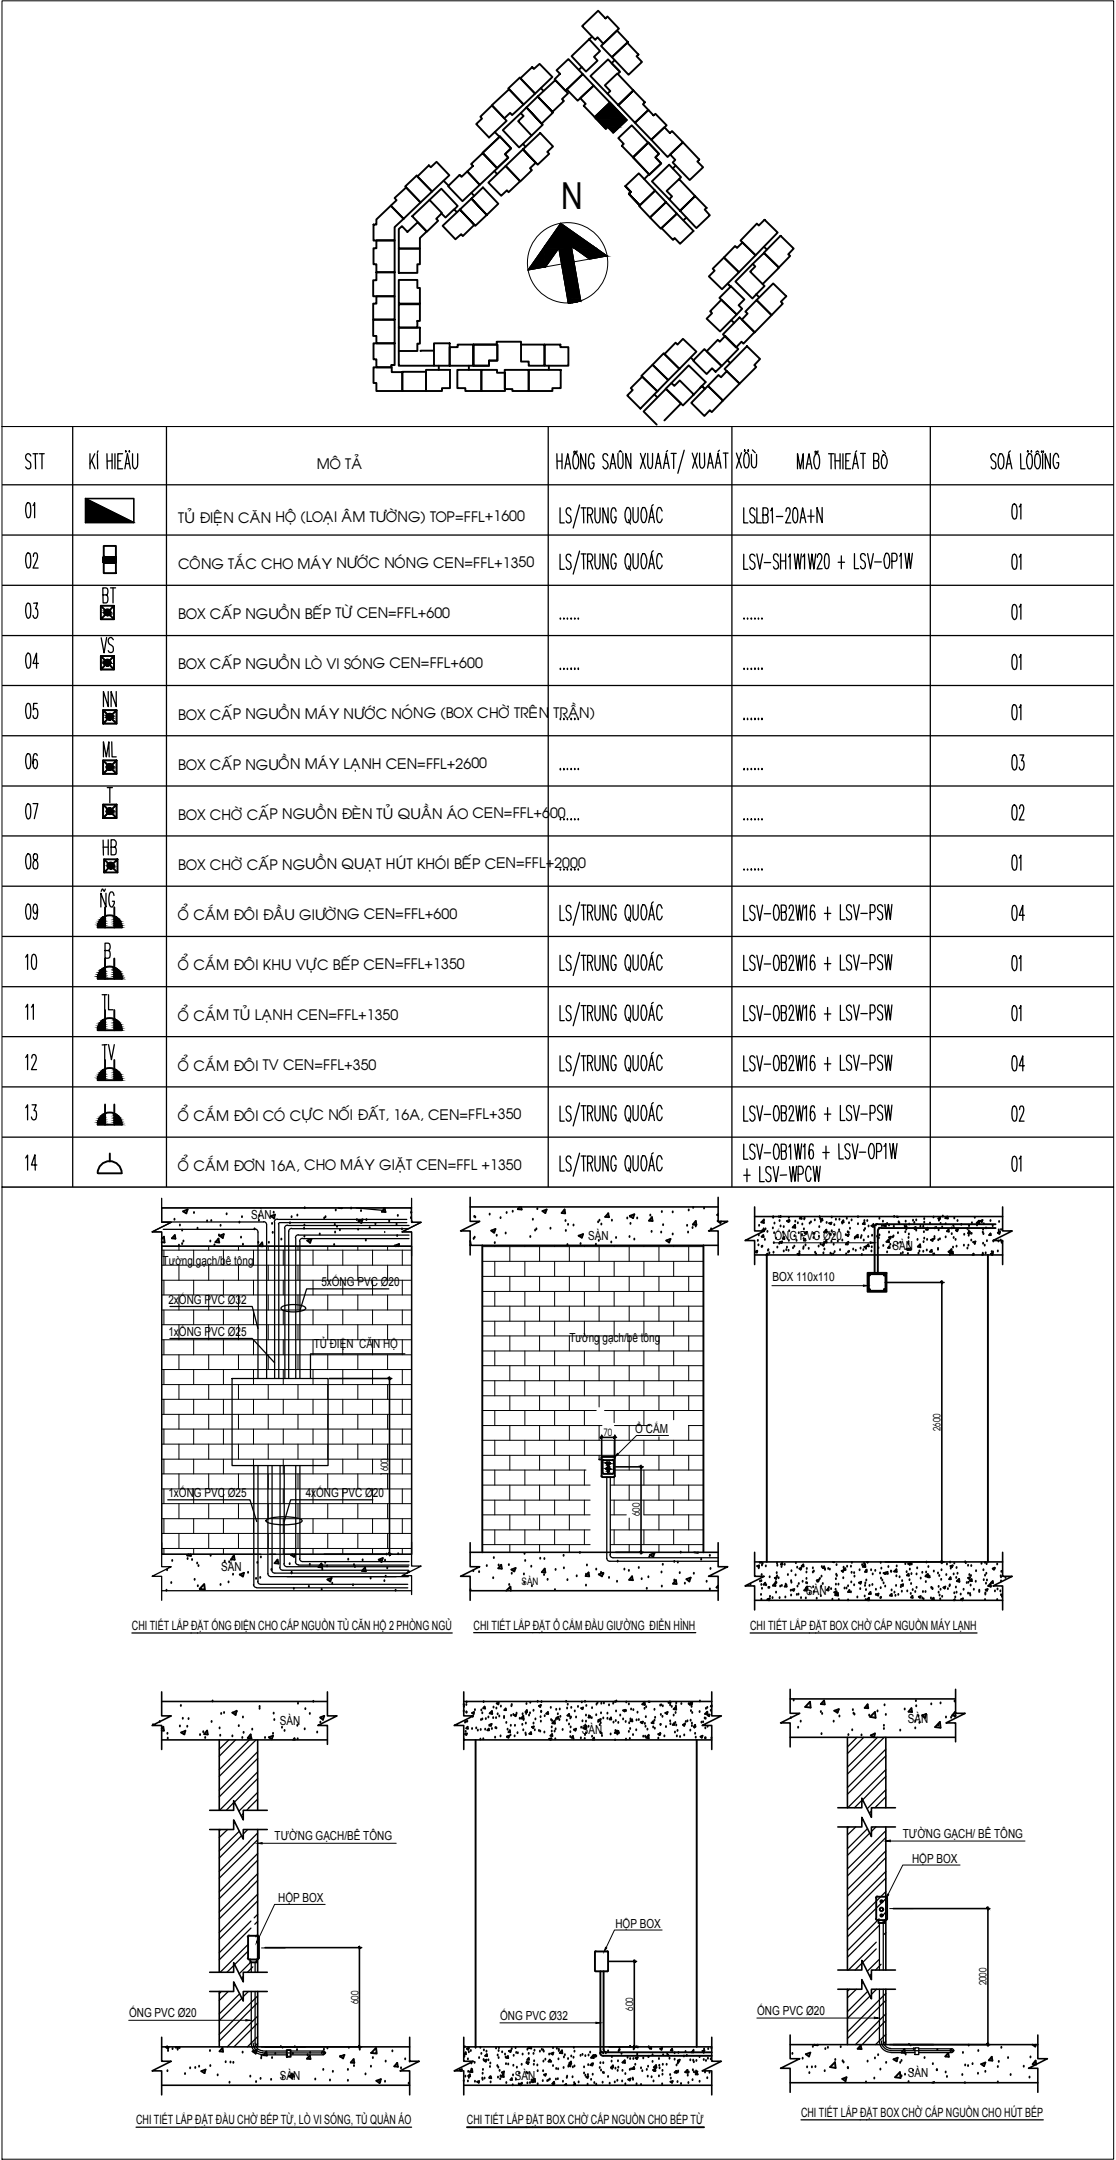 N
STT KÍ HIEÄU MÔ TẢ HAÕNG SAÛN XUAÁT/ XUAÁT XÖÙ MAÕ THIEÁT BÒ SOÁ LÖÔÏNG
01 TỦ ĐIỆN CĂN HỘ (LOẠI ÂM TƯỜNG) TOP=FFL+1600 LS/TRUNG QUOÁC LSLB1-20A+N 01
02 CÔNG TẮC CHO MÁY NƯỚC NÓNG CEN=FFL+1350 LS/TRUNG QUOÁC LSV-SH1W1W20 + LSV-OP1W 01
03 BT BOX CẤP NGUỒN BẾP TỪ CEN=FFL+600 ...... ...... 01
04 VS BOX CẤP NGUỒN LÒ VI SÓNG CEN=FFL+600 ...... ...... 01
05 NN BOX CẤP NGUỒN MÁY NƯỚC NÓNG (BOX CHỜ TRÊN TRẦN) ...... ...... 01
06 ML BOX CẤP NGUỒN MÁY LẠNH CEN=FFL+2600 ...... ...... 03
07 T BOX CHỜ CẤP NGUỒN ĐÈN TỦ QUẦN ÁO CEN=FFL+600 ...... ...... 02
08 HB BOX CHỜ CẤP NGUỒN QUẠT HÚT KHÓI BẾP CEN=FFL+2000 ...... ...... 01
09 ÑG Ổ CẮM ĐÔI ĐẦU GIƯỜNG CEN=FFL+600 LS/TRUNG QUOÁC LSV-OB2W16 + LSV-PSW 04
10 B Ổ CẮM ĐÔI KHU VỰC BẾP CEN=FFL+1350 LS/TRUNG QUOÁC LSV-OB2W16 + LSV-PSW 01
11 TL Ổ CẮM TỦ LẠNH CEN=FFL+1350 LS/TRUNG QUOÁC LSV-OB2W16 + LSV-PSW 01
12 TV Ổ CẮM ĐÔI TV CEN=FFL+350 LS/TRUNG QUOÁC LSV-OB2W16 + LSV-PSW 04
13 Ổ CẮM ĐÔI CÓ CỰC NỐI ĐẤT, 16A, CEN=FFL+350 LS/TRUNG QUOÁC LSV-OB2W16 + LSV-PSW 02
14 Ổ CẮM ĐƠN 16A, CHO MÁY GIẶT CEN=FFL +1350 LS/TRUNG QUOÁC LSV-OB1W16 + LSV-OP1W 01
+ LSV-WPCW
SÀN
Tường gạch/bê tông
5xỐNG PVC Ø20
2xỐNG PVC Ø32
1xỐNG PVC Ø25
TỦ ĐIỆN CĂN HỘ
600
1xỐNG PVC Ø25
4xỐNG PVC Ø20
SÀN
CHI TIẾT LẮP ĐẶT ỐNG ĐIỆN CHO CẤP NGUỒN TỦ CĂN HỘ 2 PHÒNG NGỦ
SÀN
Tường gạch/bê tông
70
Ổ CẮM
600
SÀN
CHI TIẾT LẮP ĐẶT Ổ CẮM ĐẦU GIƯỜNG ĐIỂN HÌNH
ỐNG PVC Ø20
SÀN
BOX 110x110
2600
SÀN
CHI TIẾT LẮP ĐẶT BOX CHỜ CẤP NGUỒN MÁY LẠNH
SÀN
TƯỜNG GẠCH/BÊ TÔNG
HỘP BOX
600
ỐNG PVC Ø20
SÀN
CHI TIẾT LẮP ĐẶT ĐẦU CHỜ BẾP TỪ, LÒ VI SÓNG, TỦ QUẦN ÁO
SÀN
HỘP BOX
600
ỐNG PVC Ø32
SÀN
CHI TIẾT LẮP ĐẶT BOX CHỜ CẤP NGUỒN CHO BẾP TỪ
SÀN
TƯỜNG GẠCH/ BÊ TÔNG
HỘP BOX
2000
ỐNG PVC Ø20
SÀN
CHI TIẾT LẮP ĐẶT BOX CHỜ CẤP NGUỒN CHO HÚT BẾP